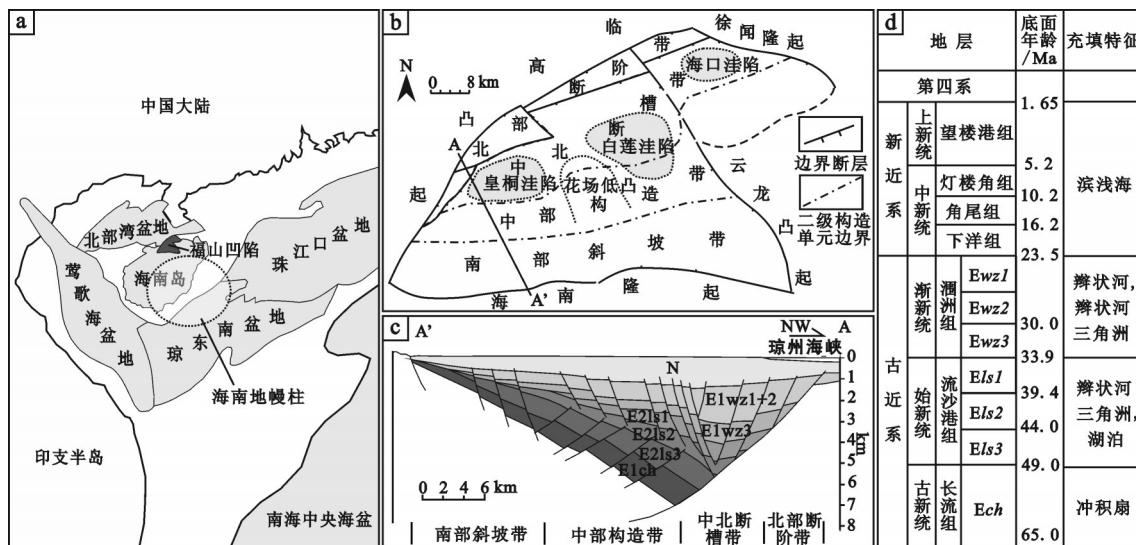 a
中国大陆
北部湾盆地
福山凹陷
珠江口盆地
海南岛
莺歌海盆地
琼东南盆地
海南地幔柱
印支半岛
南海中央海盆
b
N
0 8 km
临高凸起
徐闻隆起
云龙凸起
海南隆起
北部断阶带
海口洼陷
中北断槽带
白莲洼陷
皇桐洼陷
花场低凸
中部构造带
南部斜坡带
A
A'
边界断层
二级构造
单元边界
c
A'
NW
A
琼州海峡
N
0
1
2
3
4
5
6
7
8
km
E1wz1+2
E1wz3
E2ls1
E2ls2
E2ls3
E1ch
0 2 4 6 km
南部斜坡带
中部构造带
中北断
槽带
北部断
阶带
d
地层
底面
年龄
/Ma
充填特征
第四系
1.65
新近系
上新统
望楼港组
5.2
中新统
灯楼角组
10.2
角尾组
16.2
下洋组
23.5
滨浅海
古近系
渐新统
涠洲组
Ewz1
Ewz2
30.0
Ewz3
33.9
辫状河,
辫状河
三角洲
始新统
流沙港组
Els1
39.4
Els2
44.0
Els3
49.0
辫状河
三角洲,
湖泊
古新统
长流组
Ech
65.0
冲积扇